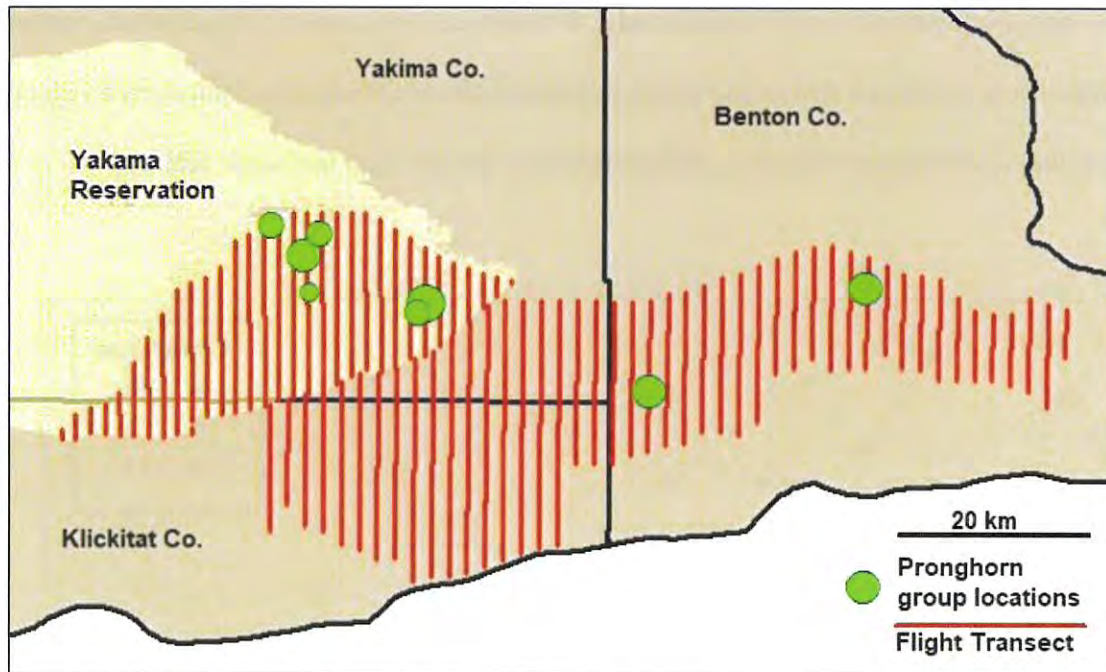 Yakima Co.
Benton Co.
Yakama
Reservation
Klickitat Co.
20 km
Pronghorn
group locations
Flight Transect